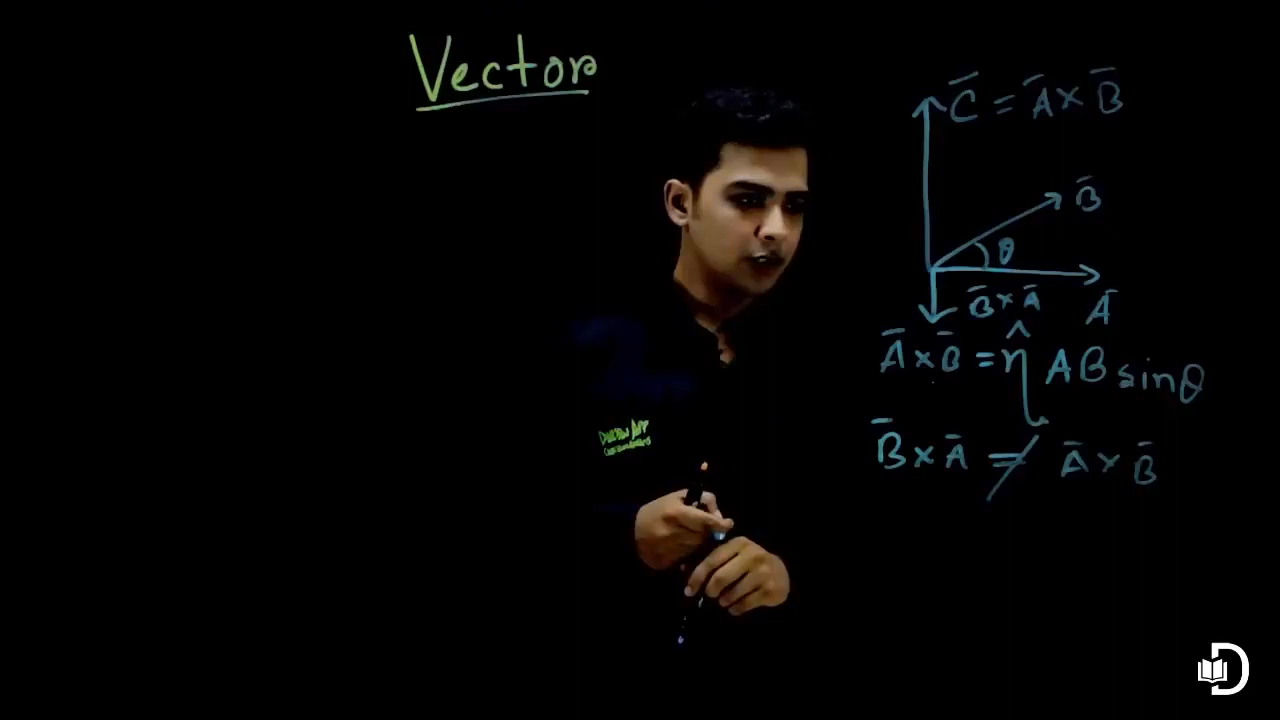 Vector
C̄ = Ā × B̄
B̄
θ
B̄ × Ā
Ā
Ā × B̄ = η̂ AB sinθ
B̄ × Ā ≠ Ā × B̄
D